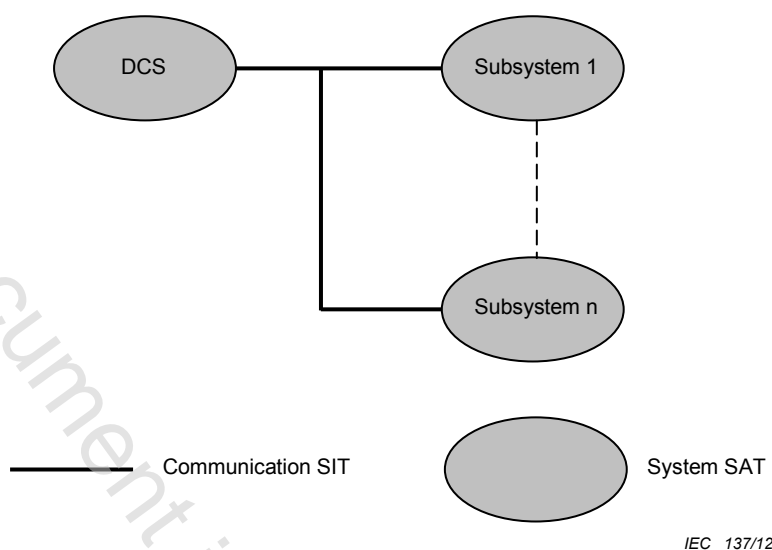 DCS
Subsystem 1
Subsystem n
Communication SIT
System SAT
IEC 137/12